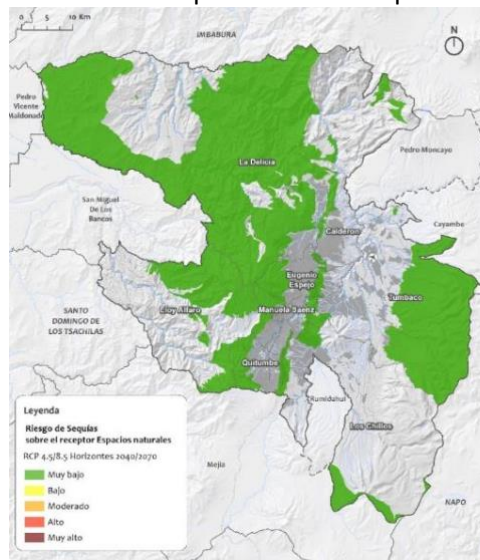 0 5 10 Km
IMBABURA
N
Pedro
Vicente
Maldonado
La Delicia
Pedro Moncayo
San Miguel
De Los
Bancos
Cayambe
Calderón
Eugenio
Espejo
Tumbaco
SANTO
DOMINGO DE
LOS TSACHILAS
Eloy Alfaro
Manuela Saenz
Quitumbe
Rumiñahui
Los Chillos
Mejia
NAPO
Leyenda
Riesgo de Sequías
sobre el receptor Espacios naturales
RCP 4.5/8.5 Horizontes 2040/2070
Muy bajo
Bajo
Moderado
Alto
Muy alto